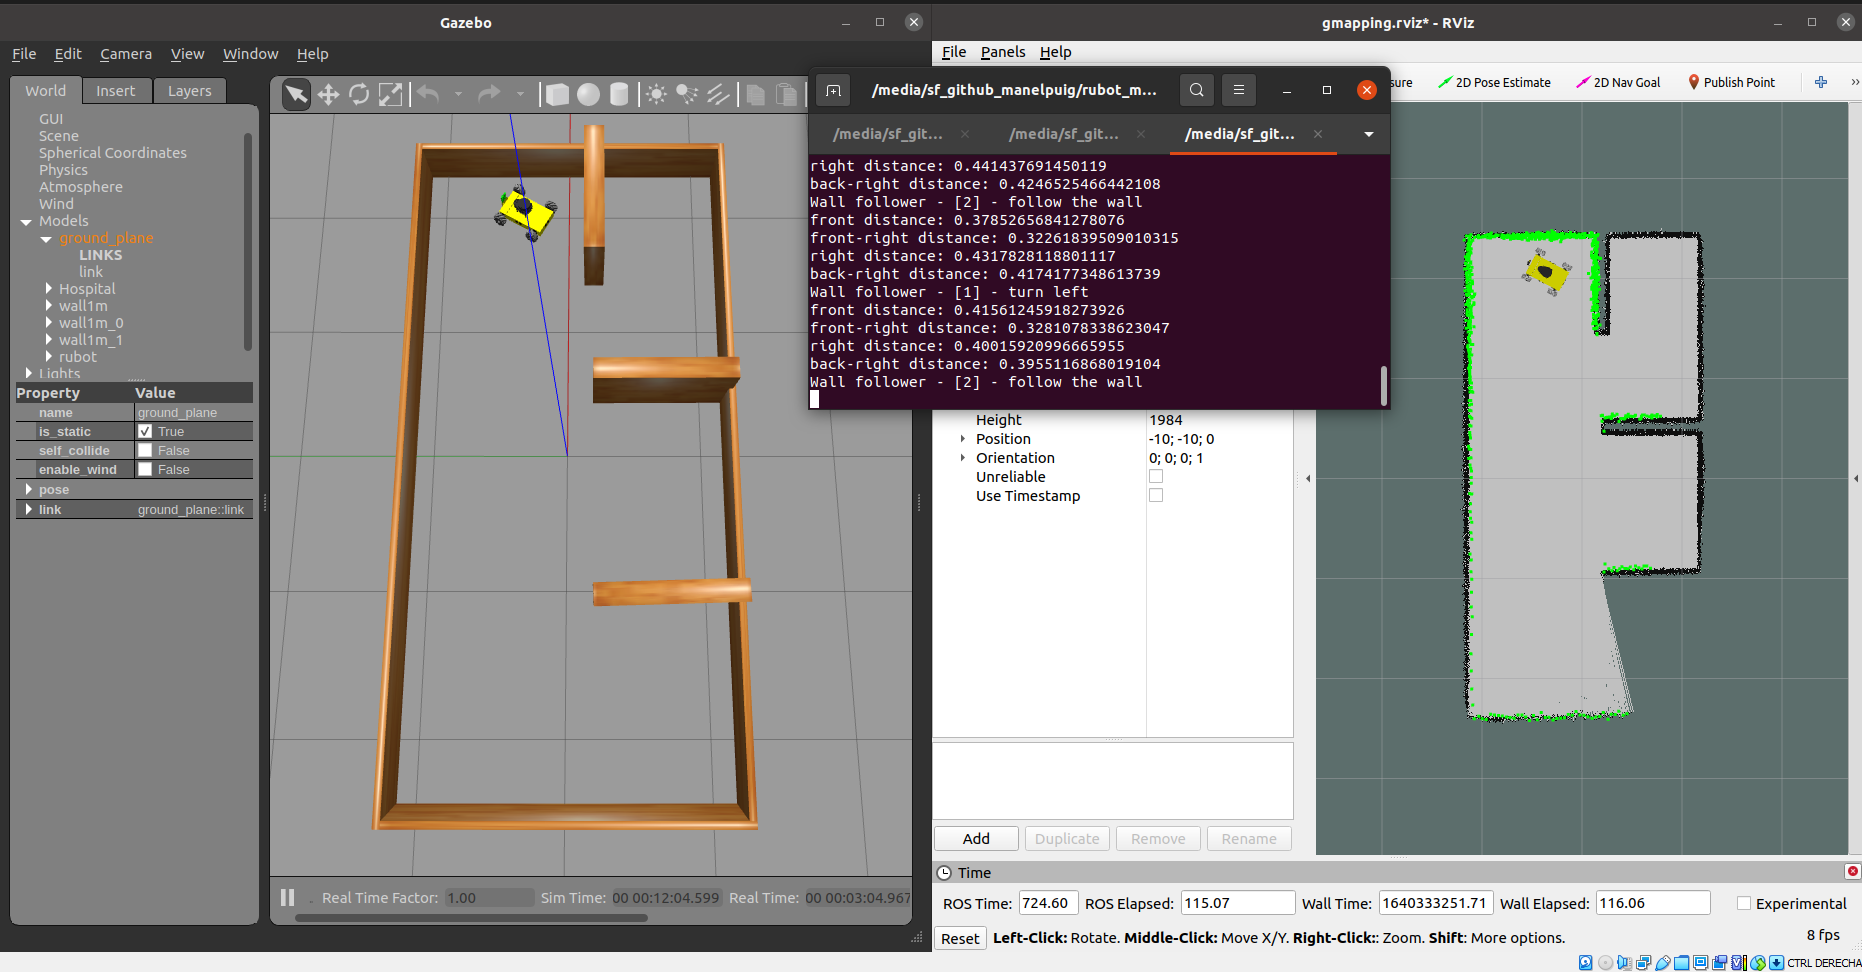 Gazebo
File Edit Camera View Window Help
World Insert Layers
GUI
Scene
Spherical Coordinates
Physics
Atmosphere
Wind
Models
ground_plane
LINKS
link
Hospital
wall1m
wall1m_0
wall1m_1
rubot
Lights
Property Value
name ground_plane
is_static True
self_collide False
enable_wind False
pose
link ground_plane::link
Real Time Factor: 1.00 Sim Time: 00 00:12:04.599 Real Time: 00 00:03:04.967
gmapping.rviz* - RViz
File Panels Help
sure 2D Pose Estimate 2D Nav Goal Publish Point
/media/sf_github_manelpuig/rubot_m...
/media/sf_git... /media/sf_git... /media/sf_git...
right distance: 0.441437691450119
back-right distance: 0.4246525466442108
Wall follower - [2] - follow the wall
front distance: 0.37852656841278076
front-right distance: 0.32261839509010315
right distance: 0.4317828118801117
back-right distance: 0.4174177348613739
Wall follower - [1] - turn left
front distance: 0.41561245918273926
front-right distance: 0.3281078338623047
right distance: 0.40015920996665955
back-right distance: 0.3955116868019104
Wall follower - [2] - follow the wall
Height 1984
Position -10; -10; 0
Orientation 0; 0; 0; 1
Unreliable
Use Timestamp
Add Duplicate Remove Rename
Time
ROS Time: 724.60 ROS Elapsed: 115.07 Wall Time: 1640333251.71 Wall Elapsed: 116.06 Experimental
Reset Left-Click: Rotate. Middle-Click: Move X/Y. Right-Click:: Zoom. Shift: More options. 8 fps
CTRL DERECHA